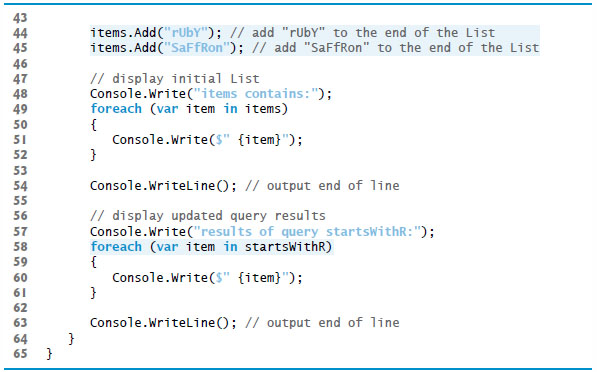 43
44 items.Add("rUbY"); // add "rUbY" to the end of the List
45 items.Add("SaFfRon"); // add "SaFfRon" to the end of the List
46
47 // display initial List
48 Console.Write("items contains:");
49 foreach (var item in items)
50 {
51 Console.Write($" {item}");
52 }
53
54 Console.WriteLine(); // output end of line
55
56 // display updated query results
57 Console.Write("results of query startsWithR:");
58 foreach (var item in startsWithR)
59 {
60 Console.Write($" {item}");
61 }
62
63 Console.WriteLine(); // output end of line
64 }
65 }